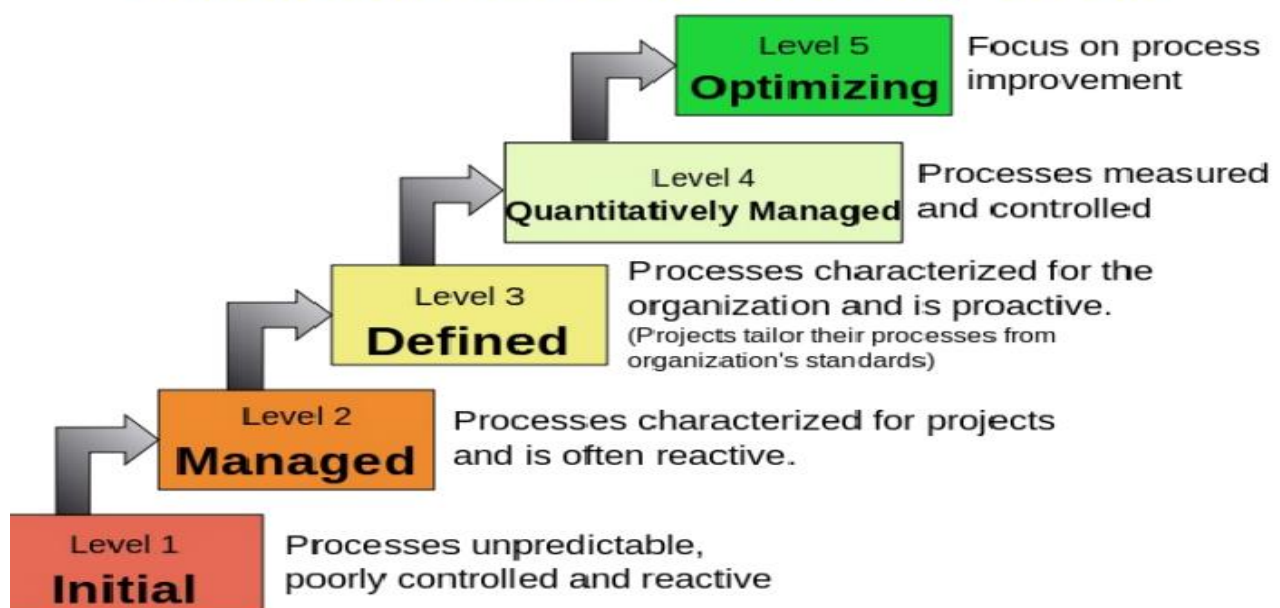 Level 5
Optimizing
Focus on process
improvement
Level 4
Quantitatively Managed
Processes measured
and controlled
Level 3
Defined
Processes characterized for the
organization and is proactive.
(Projects tailor their processes from
organization's standards)
Level 2
Managed
Processes characterized for projects
and is often reactive.
Level 1
Initial
Processes unpredictable,
poorly controlled and reactive